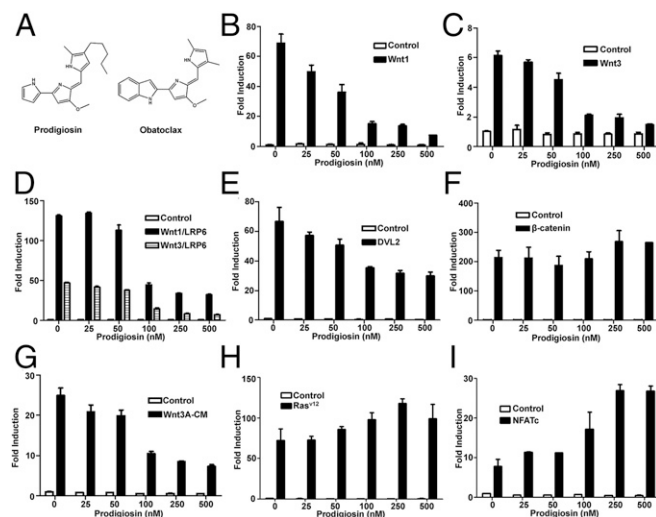 A
H
N
HN
N
O
Prodigiosin
HN
N
N
H
O
Obatoclax
B
Fold Induction
80
60
40
20
0
Control
Wnt1
0 25 50 100 250 500
Prodigiosin (nM)
C
Fold Induction
8
6
4
2
0
Control
Wnt3
0 25 50 100 250 500
Prodigiosin (nM)
D
Fold Induction
150
100
50
0
Control
Wnt1/LRP6
Wnt3/LRP6
0 25 50 100 250 500
Prodigiosin (nM)
E
Fold Induction
80
60
40
20
0
Control
DVL2
0 25 50 100 250 500
Prodigiosin (nM)
F
Fold Induction
400
300
200
100
0
Control
β-catenin
0 25 50 100 250 500
Prodigiosin (nM)
G
Fold Induction
30
20
10
0
Control
Wnt3A-CM
0 25 50 100 250 500
Prodigiosin (nM)
H
Fold Induction
150
100
50
0
Control
Rasᵛ¹²
0 25 50 100 250 500
Prodigiosin (nM)
I
Fold Induction
30
20
10
0
Control
NFATc
0 25 50 100 250 500
Prodigiosin (nM)